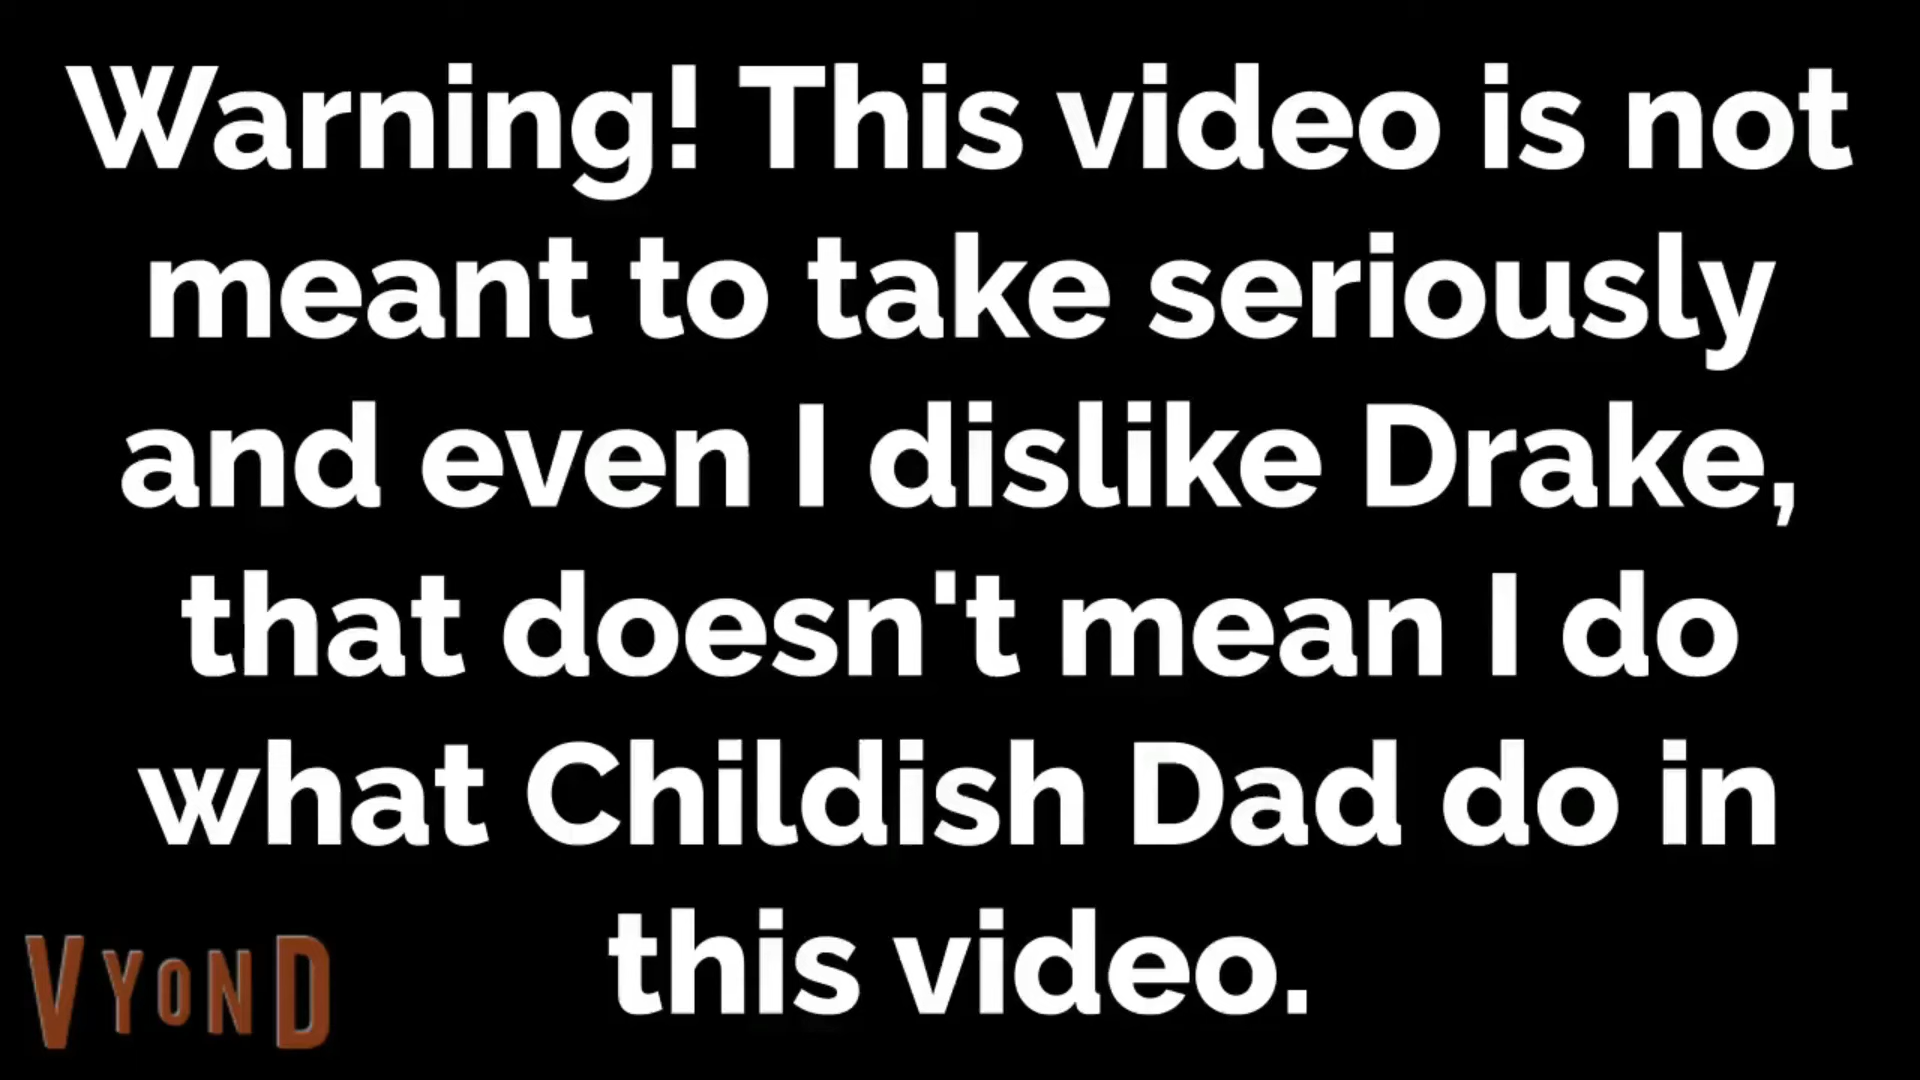 Warning! This video is not
meant to take seriously
and even I dislike Drake,
that doesn't mean I do
what Childish Dad do in
this video.
VYOND